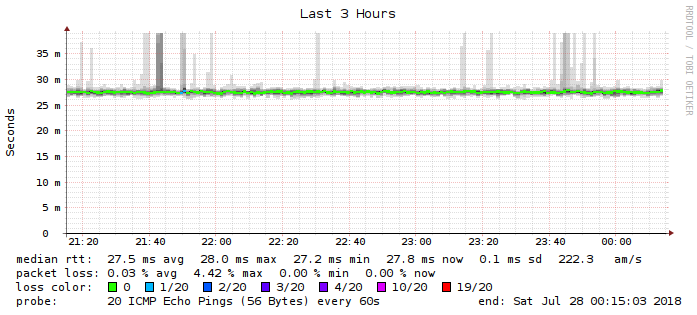 Last 3 Hours
RRDTOOL / TOBI OETIKER
Seconds
35 m
30 m
25 m
20 m
15 m
10 m
5 m
0
21:20 21:40 22:00 22:20 22:40 23:00 23:20 23:40 00:00
median rtt: 27.5 ms avg 28.0 ms max 27.2 ms min 27.8 ms now 0.1 ms sd 222.3 am/s
packet loss: 0.03 % avg 4.42 % max 0.00 % min 0.00 % now
loss color: 0 1/20 2/20 3/20 4/20 10/20 19/20
probe: 20 ICMP Echo Pings (56 Bytes) every 60s end: Sat Jul 28 00:15:03 2018